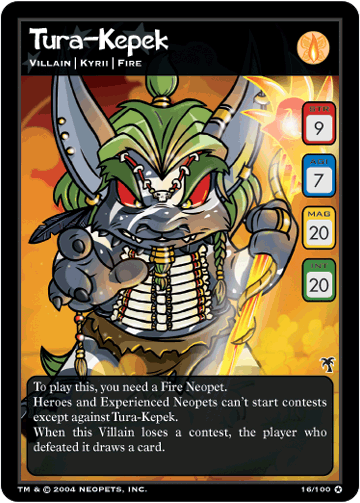 Tura-Kepek
VILLAIN | KYRII | FIRE
STR
9
AGI
7
MAG
20
INT
20
To play this, you need a Fire Neopet.
Heroes and Experienced Neopets can't start contests
except against Tura-Kepek.
When this Villain loses a contest, the player who
defeated it draws a card.
TM & © 2004 NEOPETS, INC.
16/100